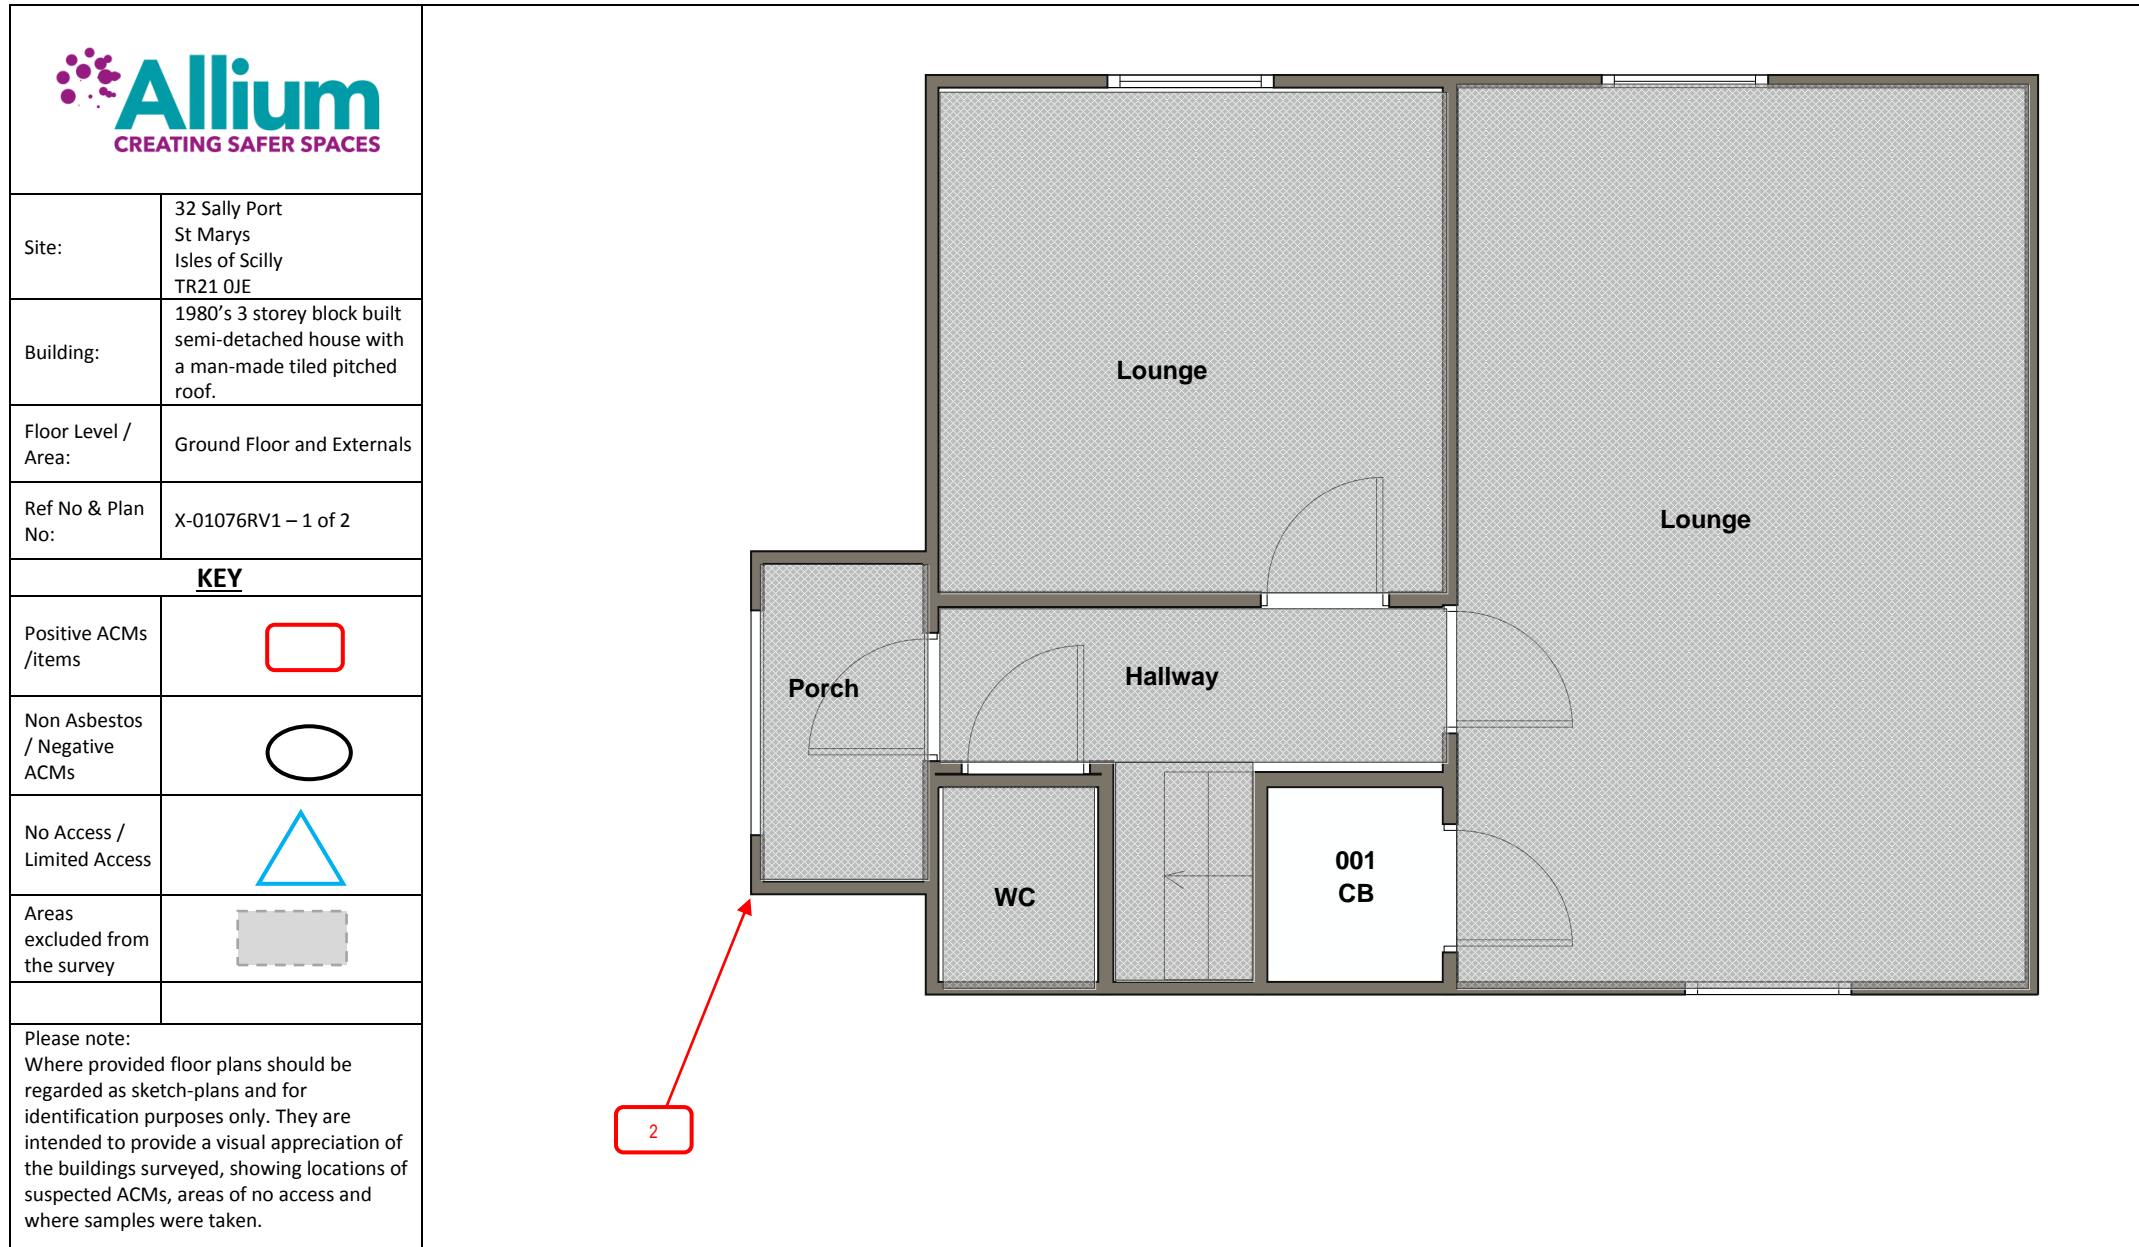 Allium
CREATING SAFER SPACES
Site:
32 Sally Port
St Marys
Isles of Scilly
TR21 0JE
Building:
1980’s 3 storey block built
semi-detached house with
a man-made tiled pitched
roof.
Floor Level /
Area:
Ground Floor and Externals
Ref No & Plan
No:
X-01076RV1 – 1 of 2
KEY
Positive ACMs
/items
Non Asbestos
/ Negative
ACMs
No Access /
Limited Access
Areas
excluded from
the survey
Please note:
Where provided floor plans should be
regarded as sketch-plans and for
identification purposes only. They are
intended to provide a visual appreciation of
the buildings surveyed, showing locations of
suspected ACMs, areas of no access and
where samples were taken.
Lounge
Lounge
Hallway
Porch
001
CB
WC
2